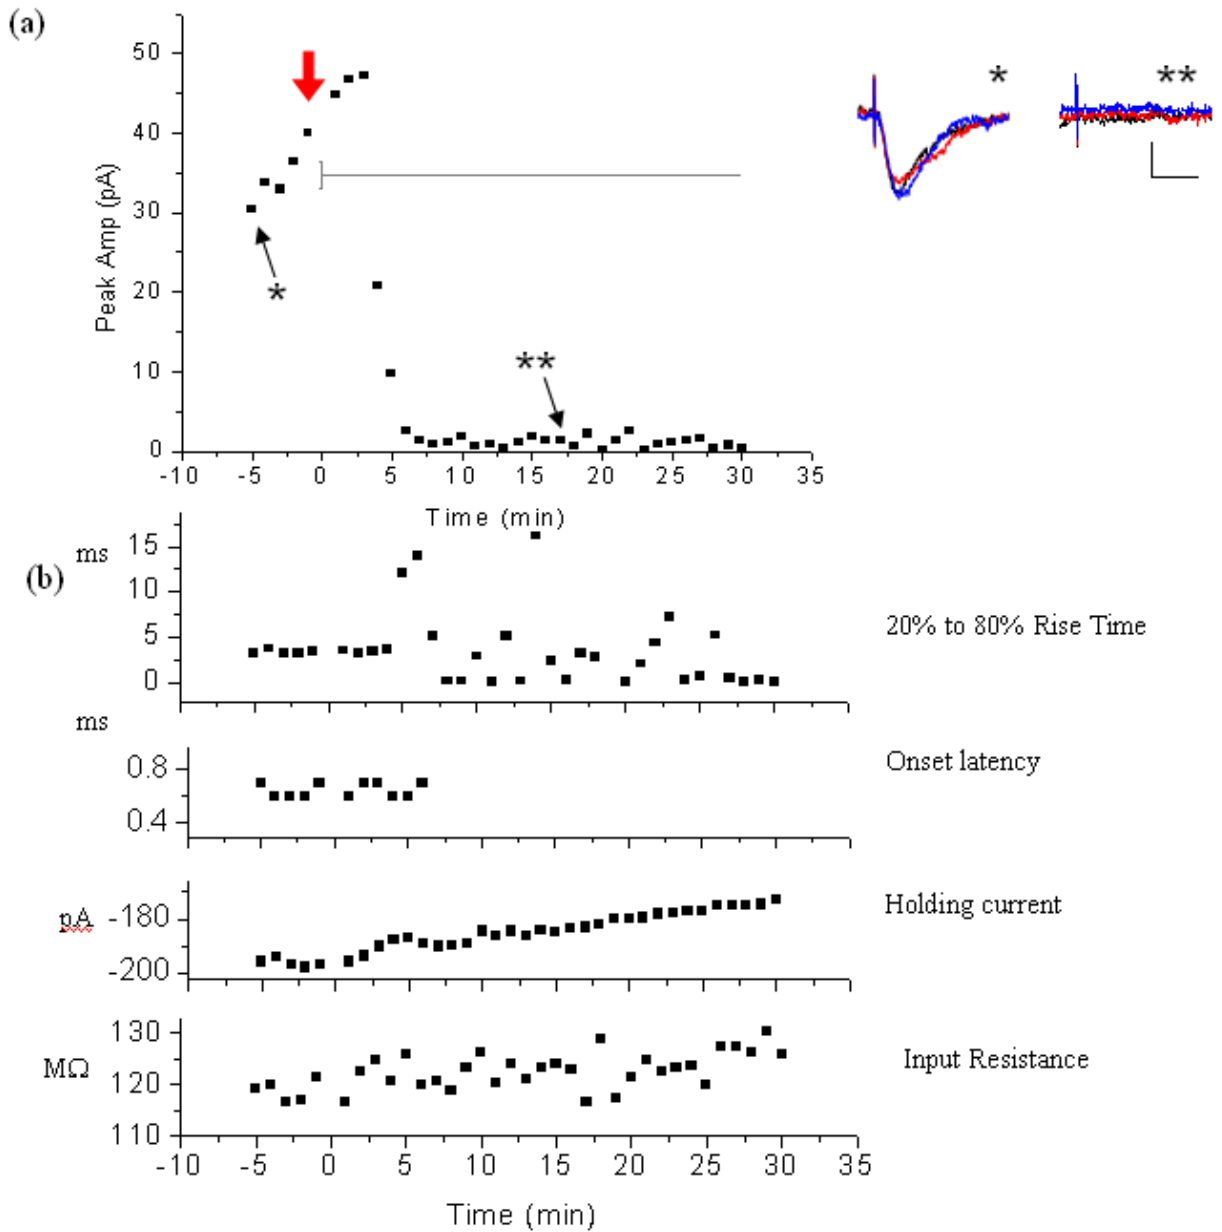 (a)
50
40
30
20
10
0
Peak Amp (pA)
*
**
*
**
-10 -5 0 5 10 15 20 25 30 35
Time (min)
(b)
ms
15
10
5
0
20% to 80% Rise Time
ms
0.8
0.4
Onset latency
pA
-180
-200
Holding current
MΩ
130
120
110
Input Resistance
-10 -5 0 5 10 15 20 25 30 35
Time (min)